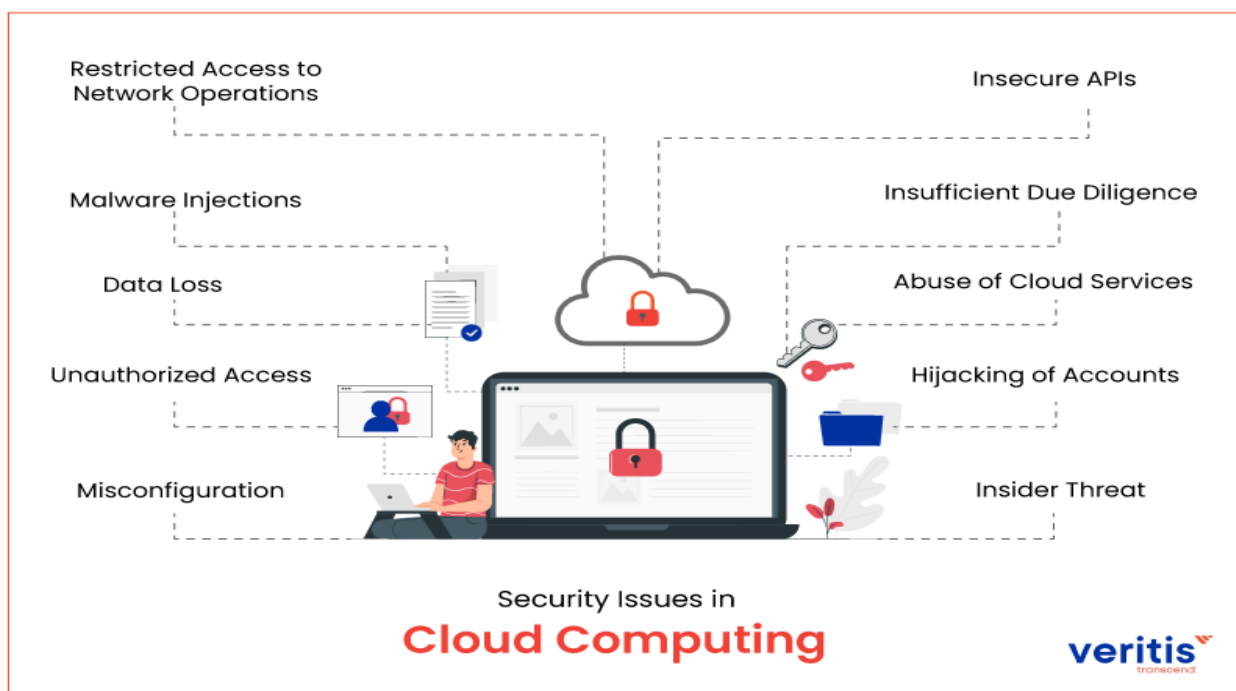 Restricted Access to
Network Operations
Insecure APIs
Malware Injections
Insufficient Due Diligence
Data Loss
Abuse of Cloud Services
Unauthorized Access
Hijacking of Accounts
Misconfiguration
Insider Threat
Security Issues in
Cloud Computing
veritis
transcend